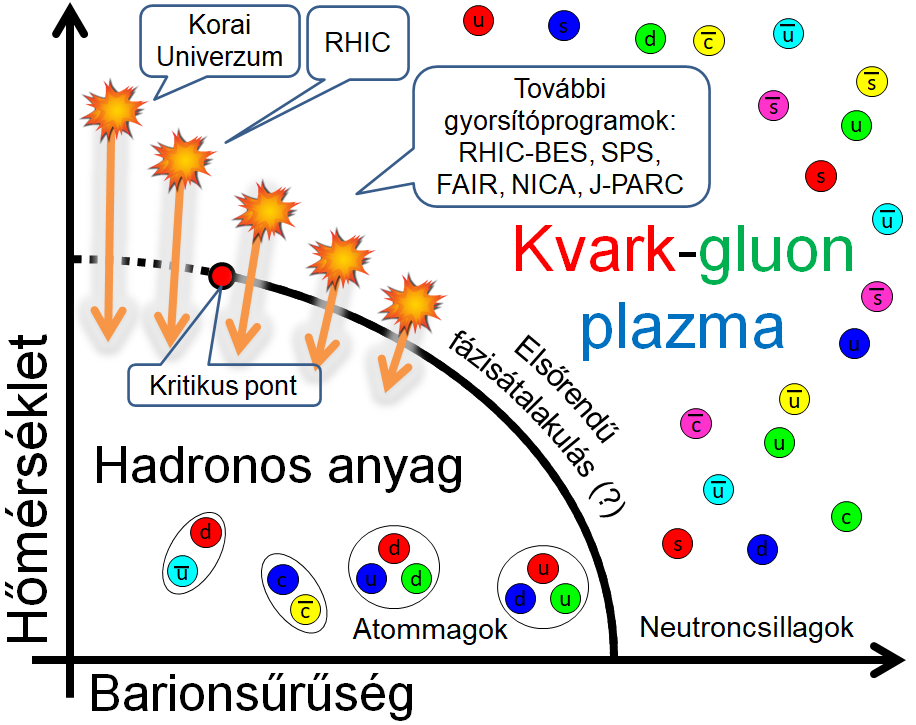 Korai
Univerzum
RHIC
További
gyorsítóprogramok:
RHIC-BES, SPS,
FAIR, NICA, J-PARC
u
s
d
c̅
u̅
s̅
s̅
u
s
u̅
Kvark-gluon
plazma
s̅
u
Kritikus pont
Elsőrendű
fázisátalakulás (?)
u̅
c̅
u
u̅
c
s
d
Hadronos anyag
d
u̅
c
c̅
d
u
d
u
d
u
Atommagok
Neutroncsillagok
Hőmérséklet
Barionsűrűség